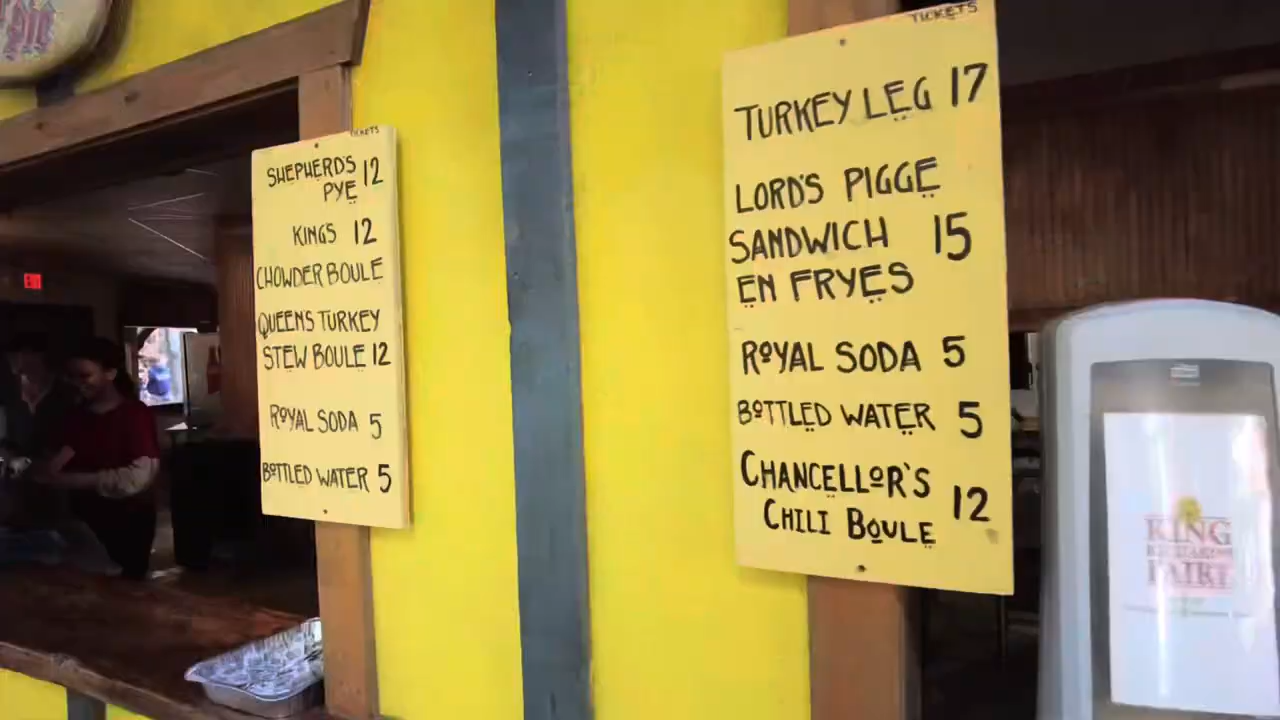 TICKETS
SHEPHERD'S 12
PYE
KINGS 12
CHOWDER BOULE
QUEENS TURKEY
STEW BOULE 12
ROYAL SODA 5
BOTTLED WATER 5
TICKETS
TURKEY LEG 17
LORD'S PIGGE
SANDWICH 15
EN FRYES
ROYAL SODA 5
BOTTLED WATER 5
CHANCELLOR'S
CHILI BOULE 12
KING
RICHARD'S
FAIRE